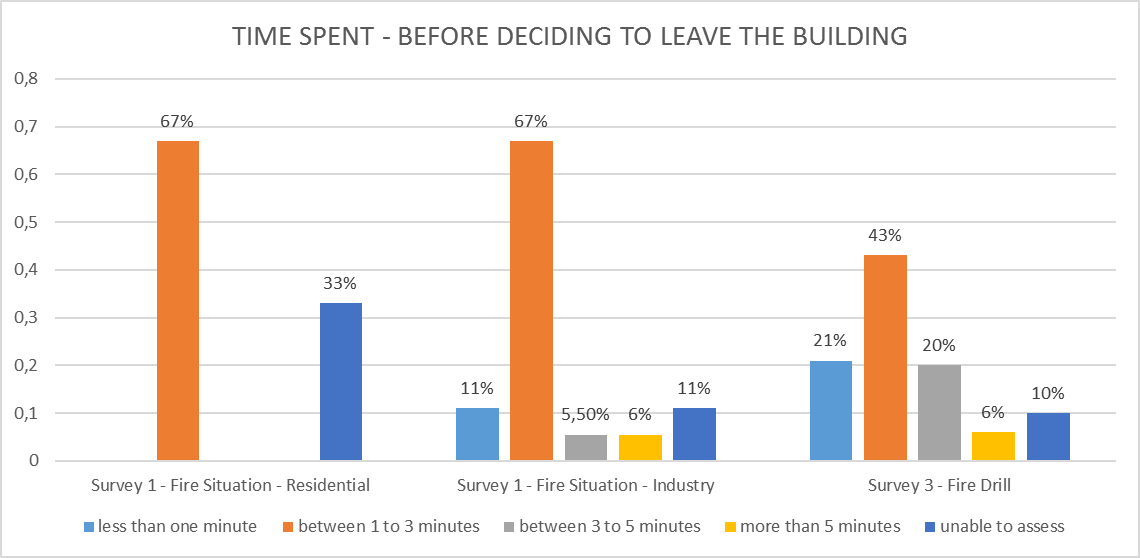 TIME SPENT - BEFORE DECIDING TO LEAVE THE BUILDING
0,8
0,7
0,6
0,5
0,4
0,3
0,2
0,1
0
67%
33%
11%
67%
5,50%
6%
11%
21%
43%
20%
6%
10%
Survey 1 - Fire Situation - Residential
Survey 1 - Fire Situation - Industry
Survey 3 - Fire Drill
less than one minute
between 1 to 3 minutes
between 3 to 5 minutes
more than 5 minutes
unable to assess